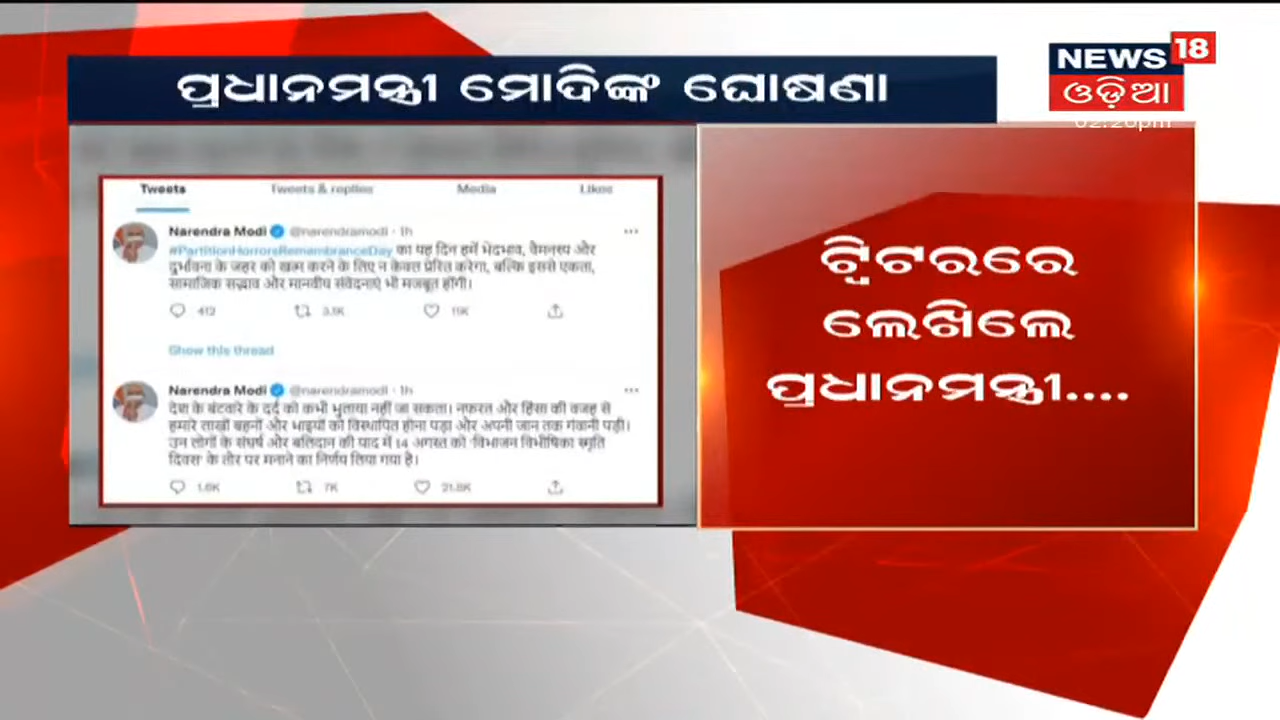 ପ୍ରଧାନମନ୍ତ୍ରୀ ମୋଦିଙ୍କ ଘୋଷଣା
NEWS 18
ଓଡ଼ିଆ
02:26pm
Tweets Tweets & replies Media Likes
Narendra Modi @narendramodi · 1h
#PartitionHorrorsRemembranceDay का यह दिन हमें भेदभाव, वैमनस्य और
दुर्भावना के जहर को खत्म करने के लिए न केवल प्रेरित करेगा, बल्कि इससे एकता,
सामाजिक सद्भाव और मानवीय संवेदनाएं भी मजबूत होंगी।
412 3.5K 15K
Show this thread
Narendra Modi @narendramodi · 1h
देश के बंटवारे के दर्द को कभी भुलाया नहीं जा सकता। नफरत और हिंसा की वजह से
हमारे लाखों बहनों और भाइयों को विस्थापित होना पड़ा और अपनी जान तक गंवानी पड़ी।
उन लोगों के संघर्ष और बलिदान की याद में 14 अगस्त को 'विभाजन विभीषिका स्मृति
दिवस' के तौर पर मनाने का निर्णय लिया गया है।
1.6K 7K 21.8K
ଟ୍ୱିଟରରେ
ଲେଖିଲେ
ପ୍ରଧାନମନ୍ତ୍ରୀ....